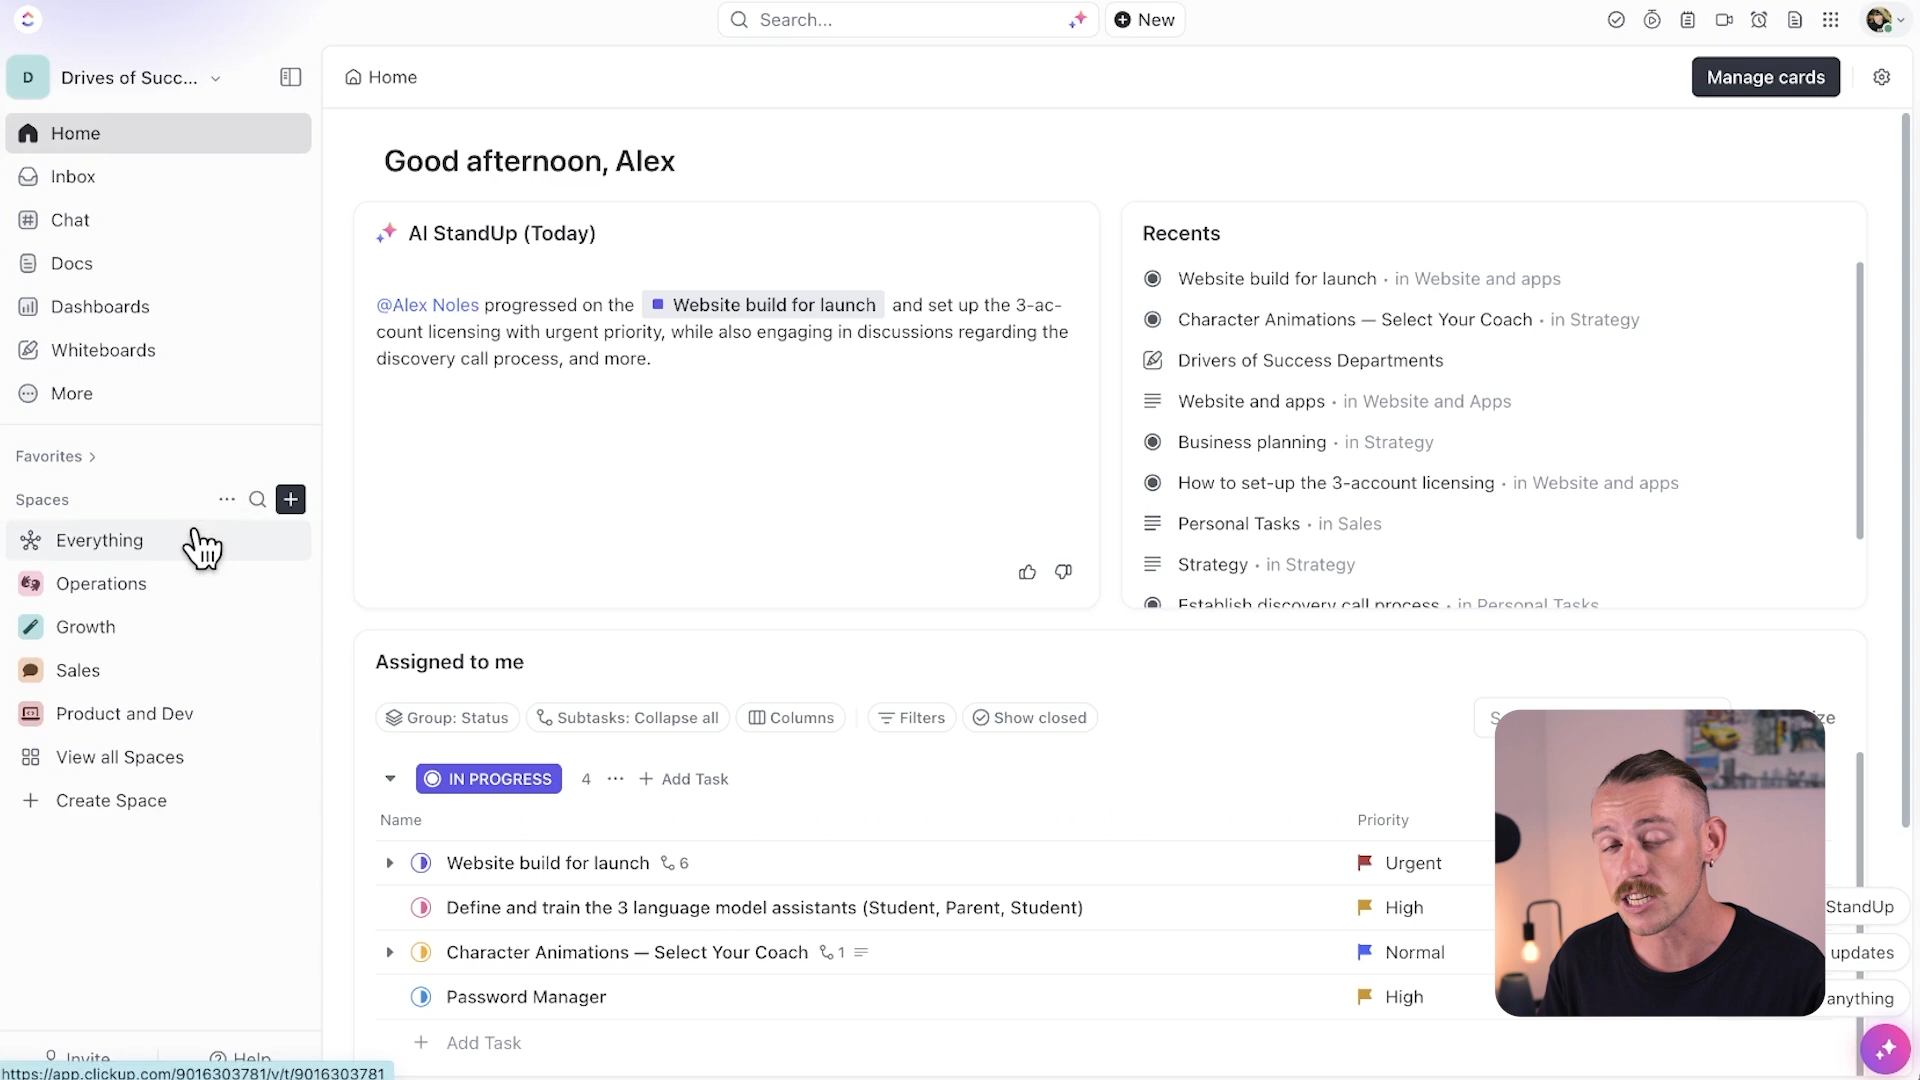 Search...
New
D
Drives of Succ...
Home
Manage cards
Home
Inbox
Chat
Docs
Dashboards
Whiteboards
More
Favorites
Spaces
Everything
Operations
Growth
Sales
Product and Dev
View all Spaces
Create Space
Invite
Help
https://app.clickup.com/9016303781/v/t/9016303781
Good afternoon, Alex
AI StandUp (Today)
@Alex Noles progressed on the Website build for launch and set up the 3-ac-
count licensing with urgent priority, while also engaging in discussions regarding the
discovery call process, and more.
Recents
Website build for launch • in Website and apps
Character Animations — Select Your Coach • in Strategy
Drivers of Success Departments
Website and apps • in Website and Apps
Business planning • in Strategy
How to set-up the 3-account licensing • in Website and apps
Personal Tasks • in Sales
Strategy • in Strategy
Establish discovery call process • in Personal Tasks
Assigned to me
Group: Status
Subtasks: Collapse all
Columns
Filters
Show closed
IN PROGRESS
4
Add Task
Name
Priority
Website build for launch 6
Urgent
Define and train the 3 language model assistants (Student, Parent, Student)
High
Character Animations — Select Your Coach 1
Normal
Password Manager
High
Add Task
StandUp
updates
anything